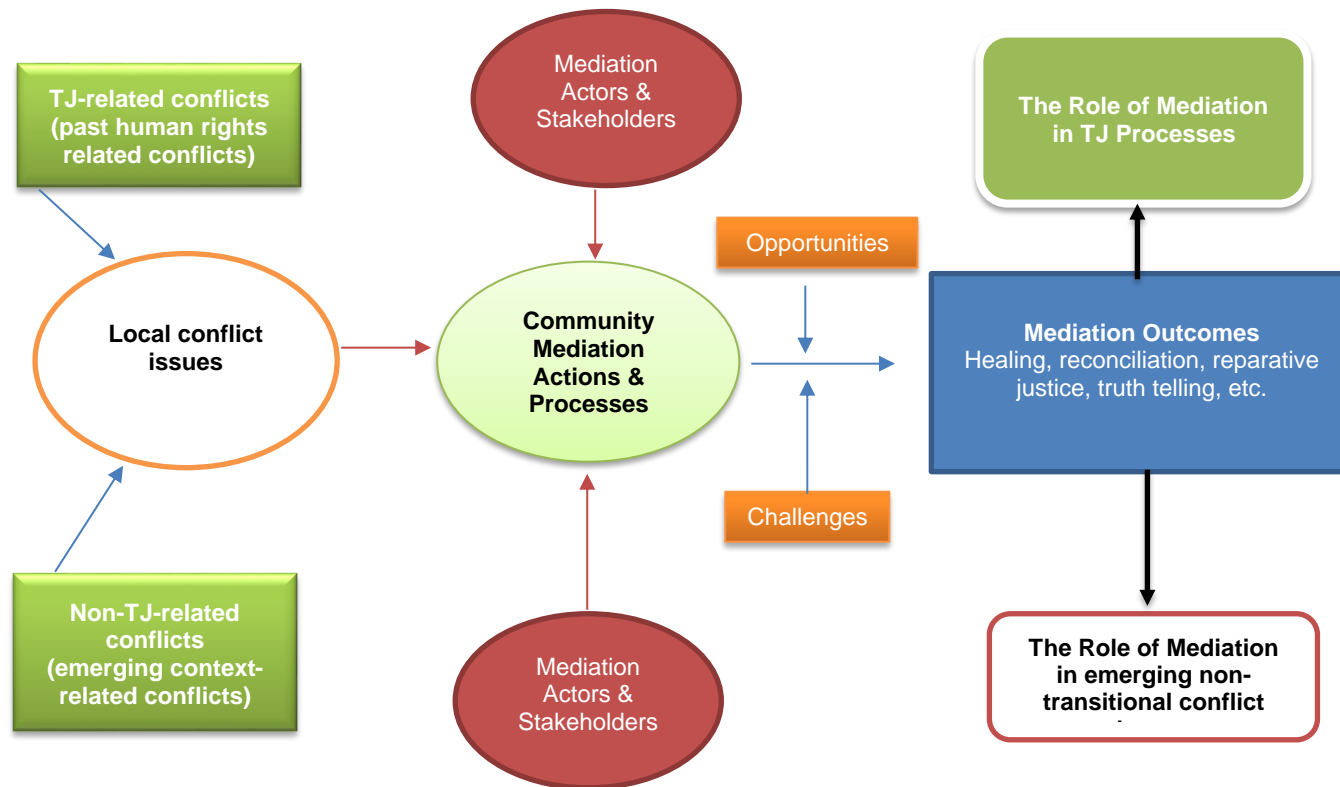 TJ-related conflicts
(past human rights
related conflicts)
Mediation
Actors &
Stakeholders
The Role of Mediation
in TJ Processes
Opportunities
Local conflict
issues
Community
Mediation
Actions &
Processes
Mediation Outcomes
Healing, reconciliation, reparative
justice, truth telling, etc.
Challenges
Non-TJ-related
conflicts
(emerging context-
related conflicts)
Mediation
Actors &
Stakeholders
The Role of Mediation
in emerging non-
transitional conflict